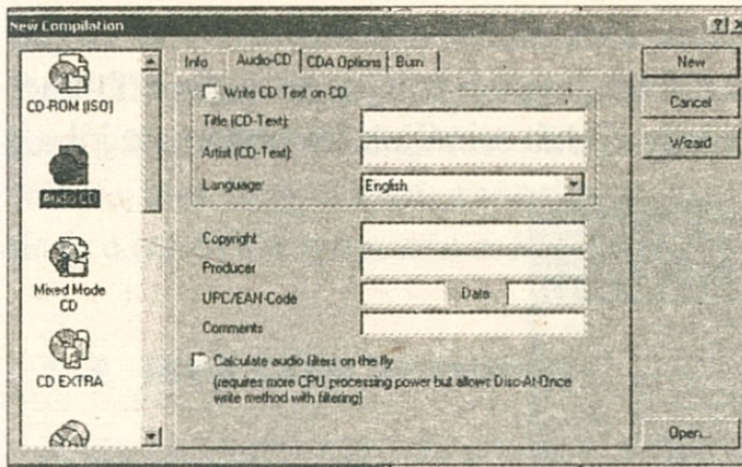 New Compilation
CD-ROM (ISO)
Audio CD
Mixed Mode
CD
CD EXTRA
Info Audio-CD CDA Options Burn
Write CD Text on CD
Title (CD-Text):
Artist (CD-Text):
Language: English
Copyright
Producer
UPC/EAN-Code Date
Comments
Calculate audio filters on the fly
(requires more CPU processing power but allows Disc-At-Once
write method with filtering)
New
Cancel
Wizard
Open...